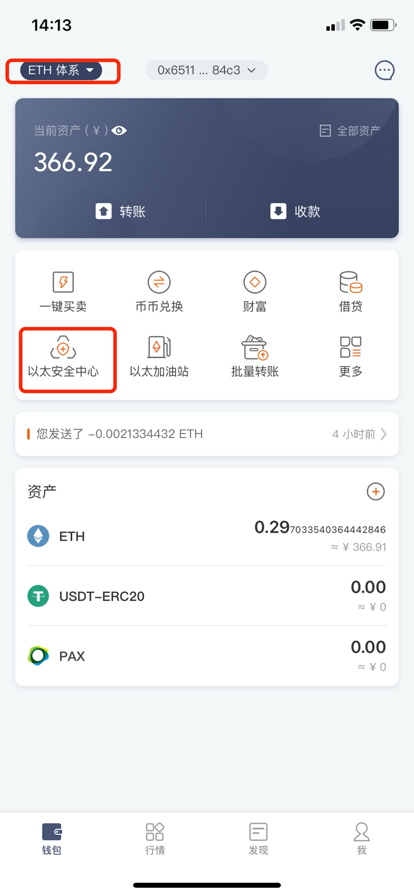 14:13
ETH 体系
0x6511 ... 84c3
当前资产 ( ¥ )
全部资产
366.92
转账
收款
一键买卖
币币兑换
财富
借贷
以太安全中心
以太加油站
批量转账
更多
您发送了 -0.0021334432 ETH
4 小时前
资产
ETH
0.297033540364442846
≈ ¥ 366.91
USDT-ERC20
0.00
≈ ¥ 0
PAX
0.00
≈ ¥ 0
钱包
行情
发现
我